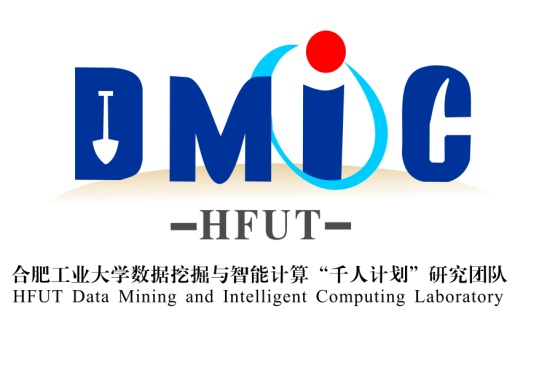 DMiC
-HFUT-
合肥工业大学数据挖掘与智能计算“千人计划”研究团队
HFUT Data Mining and Intelligent Computing Laboratory